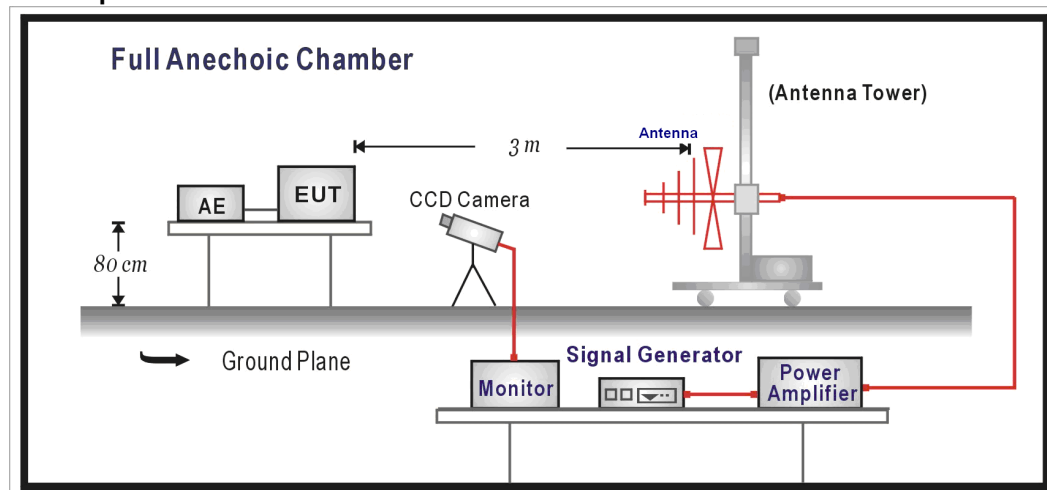 Full Anechoic Chamber
(Antenna Tower)
Antenna
3 m
EUT
AE
CCD Camera
80 cm
Ground Plane
Signal Generator
Monitor
Power
Amplifier